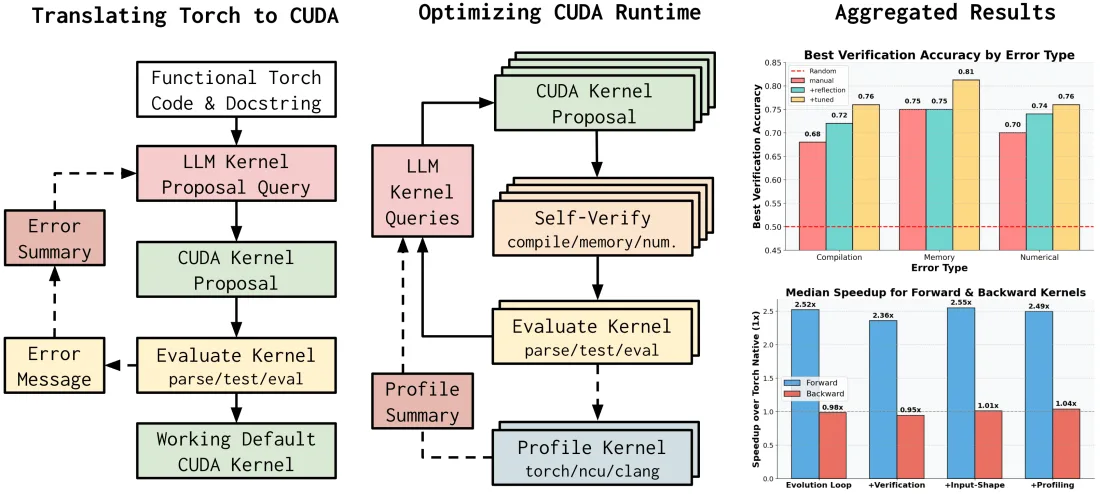 Translating Torch to CUDA
Functional Torch
Code & Docstring
LLM Kernel
Proposal Query
Error
Summary
CUDA Kernel
Proposal
Error
Message
Evaluate Kernel
parse/test/eval
Working Default
CUDA Kernel
Optimizing CUDA Runtime
CUDA Kernel
Proposal
LLM
Kernel
Queries
Self-Verify
compile/memory/num.
Evaluate Kernel
parse/test/eval
Profile
Summary
Profile Kernel
torch/ncu/clang
Aggregated Results
Best Verification Accuracy by Error Type
Best Verification Accuracy
0.85
0.80
0.75
0.70
0.65
0.60
0.55
0.50
0.45
Random
manual
+reflection
+tuned
0.68
0.72
0.76
0.75
0.75
0.81
0.70
0.74
0.76
Compilation
Memory
Numerical
Error Type
Median Speedup for Forward & Backward Kernels
Speedup over Torch Native (1x)
2.5
2.0
1.5
1.0
0.5
0.0
Forward
Backward
2.52x
0.98x
2.36x
0.95x
2.55x
1.01x
2.49x
1.04x
Evolution Loop
+Verification
+Input-Shape
+Profiling